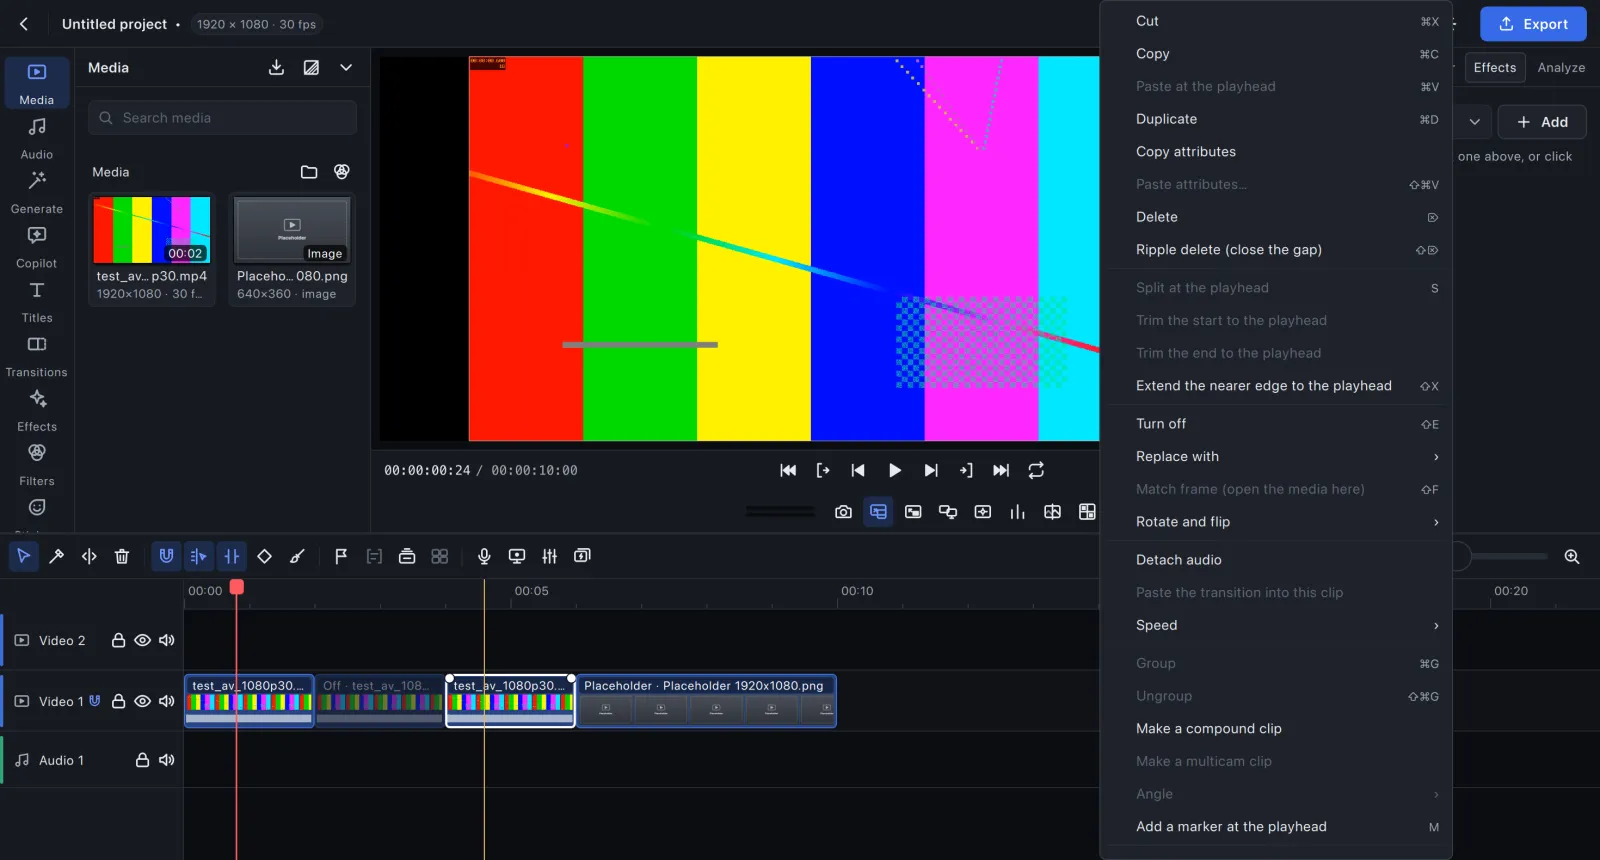 Untitled project • 1920 × 1080 · 30 fps
Export
Media
Audio
Generate
Copilot
Titles
Transitions
Effects
Filters
Media
Search media
Media
00:02
test_av...p30.mp4
1920×1080 · 30 f...
Placeholder
Image
Placeho...080.png
640×360 · image
00:00:00:24 / 00:00:10:00
Effects
Analyze
Add
one above, or click
Cut ⌘X
Copy ⌘C
Paste at the playhead ⌘V
Duplicate ⌘D
Copy attributes
Paste attributes... ⇧⌘V
Delete ⌦
Ripple delete (close the gap) ⇧⌦
Split at the playhead S
Trim the start to the playhead
Trim the end to the playhead
Extend the nearer edge to the playhead ⇧X
Turn off ⇧E
Replace with ›
Match frame (open the media here) ⇧F
Rotate and flip ›
Detach audio
Paste the transition into this clip
Speed ›
Group ⌘G
Ungroup ⇧⌘G
Make a compound clip
Make a multicam clip
Angle ›
Add a marker at the playhead M
00:00
00:05
00:10
00:20
Video 2
Video 1
test_av_1080p30....
Off · test_av_108...
test_av_1080p30....
Placeholder · Placeholder 1920x1080.png
Audio 1